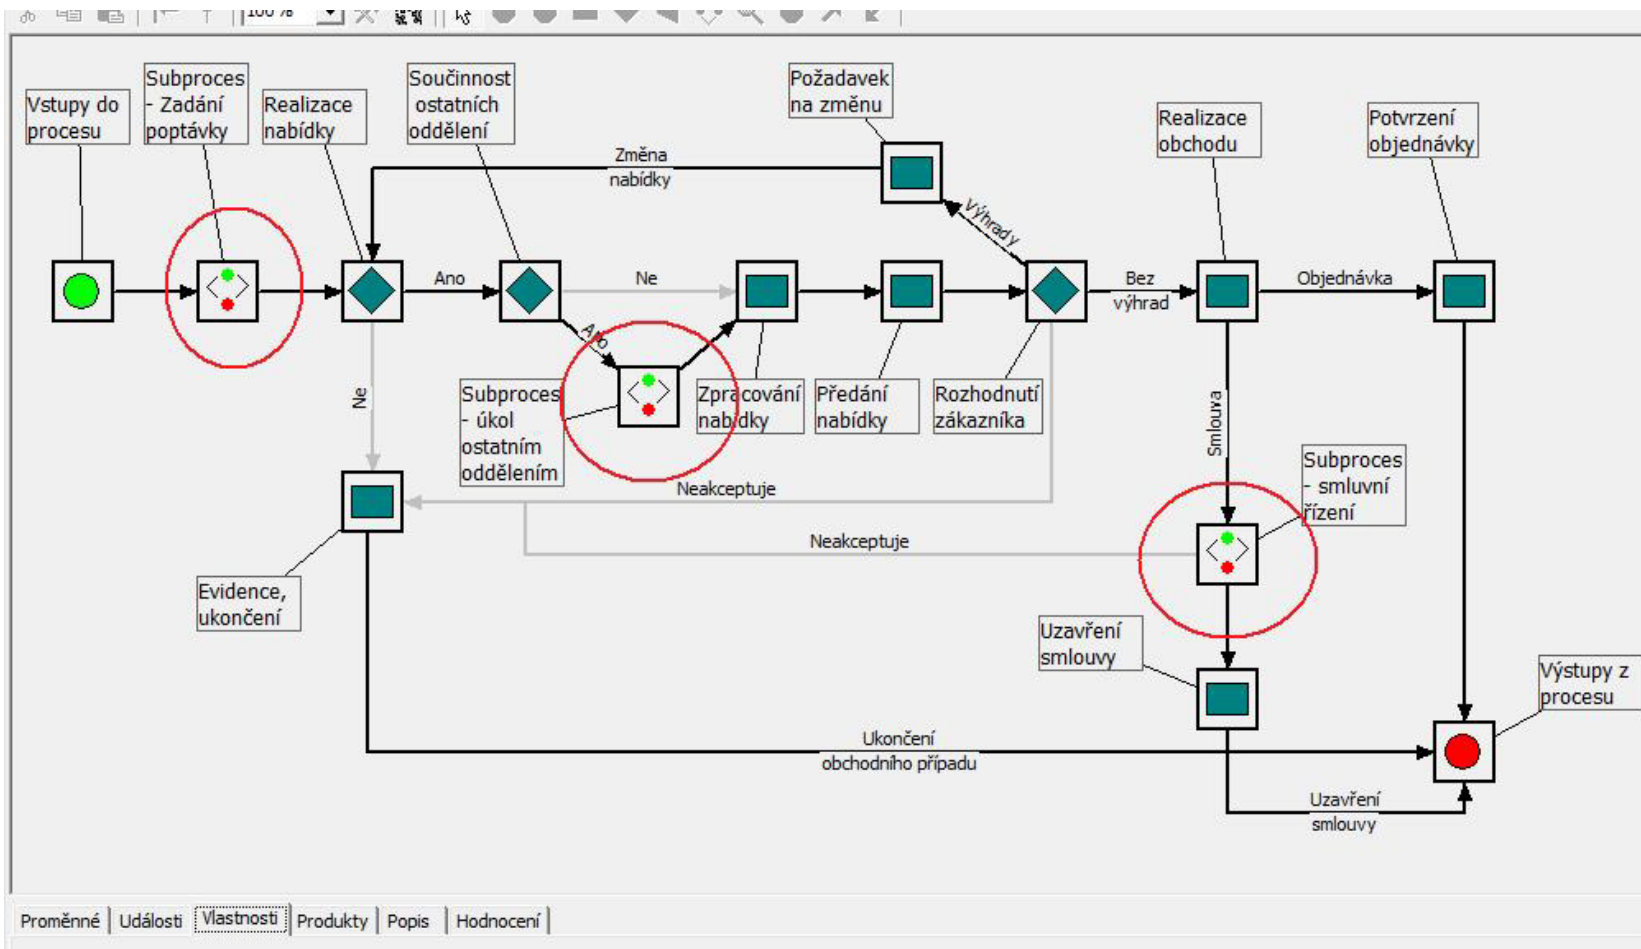 100 %
Vstupy do
procesu
Subproces
- Zadání
poptávky
Realizace
nabídky
Součinnost
ostatních
oddělení
Požadavek
na změnu
Realizace
obchodu
Potvrzení
objednávky
Změna
nabídky
Výhrady
Ano
Ne
Bez
výhrad
Objednávka
Ano
Ne
Subproces
- úkol
ostatním
oddělením
Zpracování
nabídky
Předání
nabídky
Rozhodnutí
zákazníka
Smlouva
Neakceptuje
Subproces
- smluvní
řízení
Neakceptuje
Evidence,
ukončení
Uzavření
smlouvy
Výstupy z
procesu
Ukončení
obchodního případu
Uzavření
smlouvy
Proměnné
Události
Vlastnosti
Produkty
Popis
Hodnocení